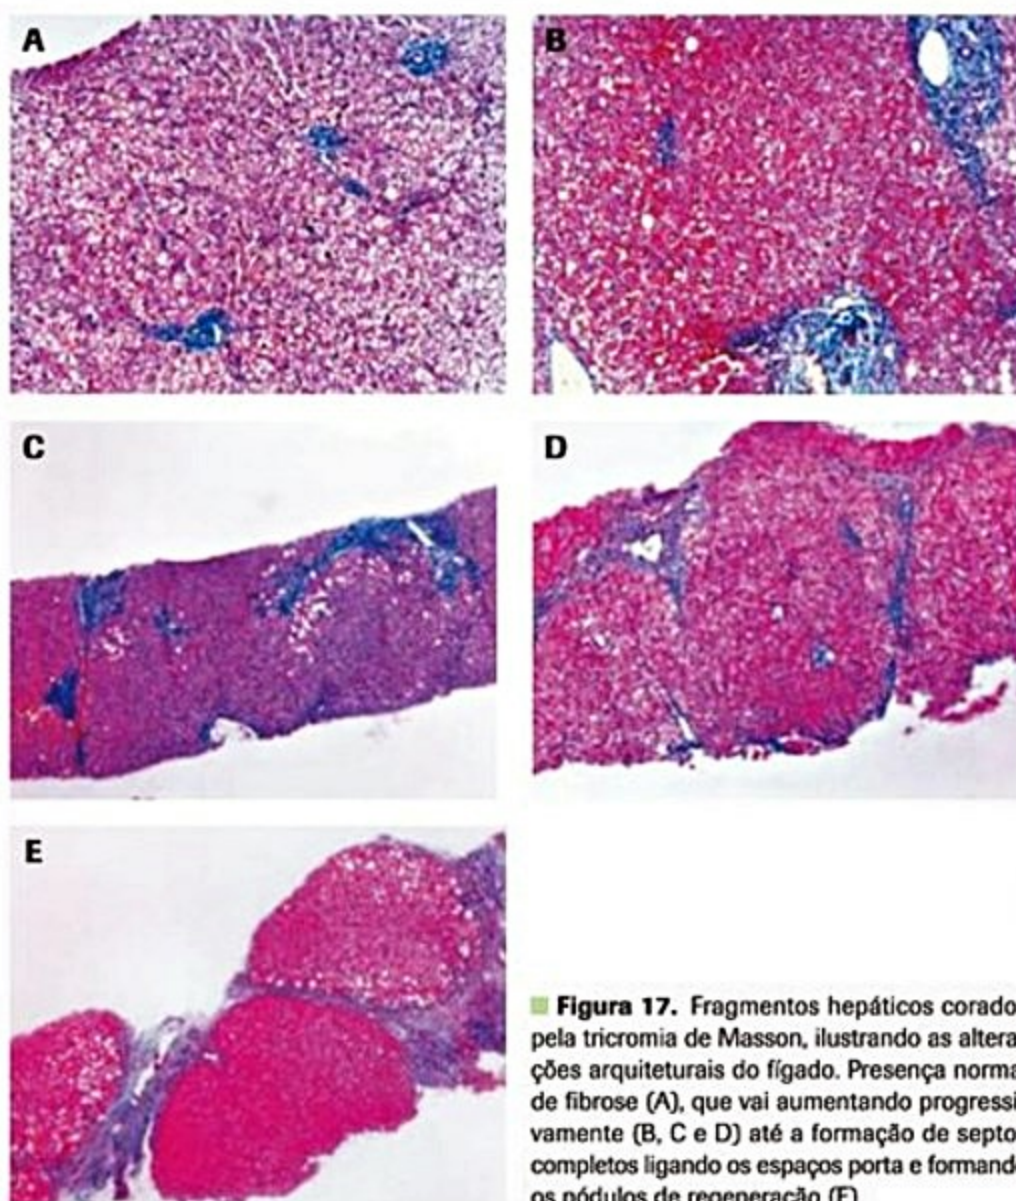 A
B
C
D
E
Figura 17. Fragmentos hepáticos corado
pela tricromia de Masson, ilustrando as altera
ções arquiteturais do fígado. Presença norma
de fibrose (A), que vai aumentando progressi
vamente (B, C e D) até a formação de septo
completos ligando os espaços porta e formand
os nódulos de regeneração (E)